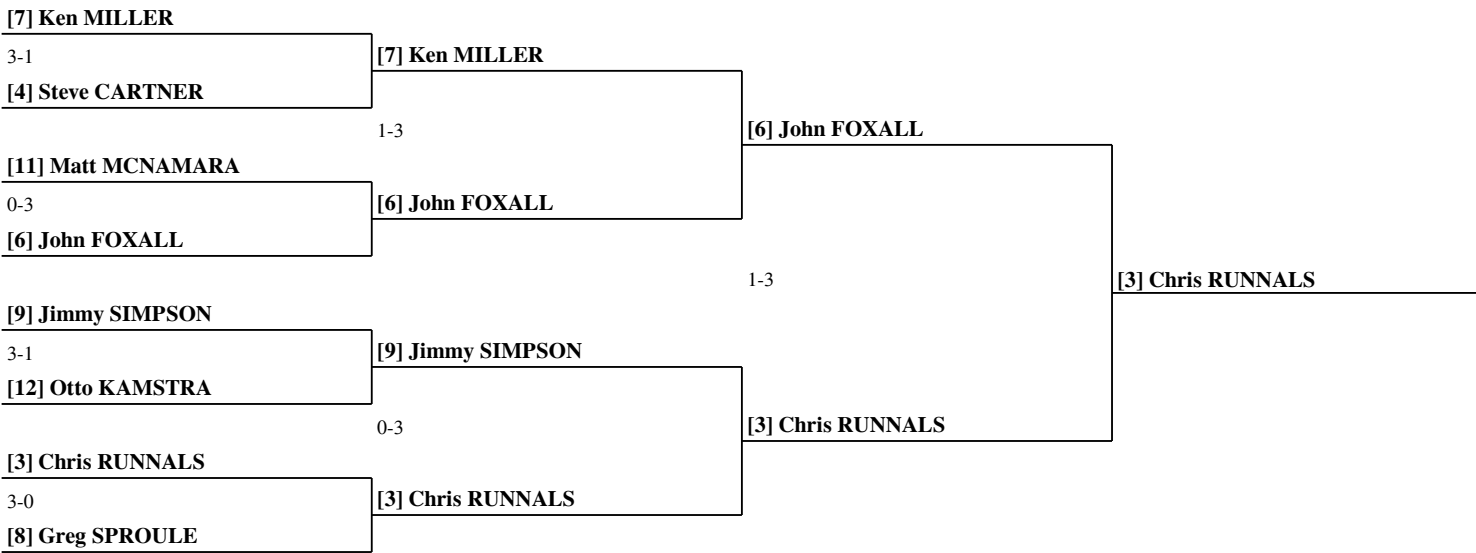 [7] Ken MILLER
3-1
[4] Steve CARTNER
[11] Matt MCNAMARA
0-3
[6] John FOXALL
[9] Jimmy SIMPSON
3-1
[12] Otto KAMSTRA
[3] Chris RUNNALS
3-0
[8] Greg SPROULE
[7] Ken MILLER
1-3
[6] John FOXALL
[9] Jimmy SIMPSON
0-3
[3] Chris RUNNALS
[6] John FOXALL
1-3
[3] Chris RUNNALS
[3] Chris RUNNALS